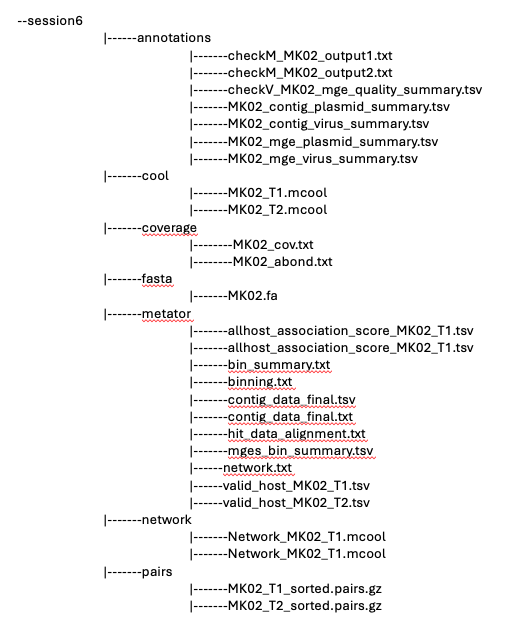 --session6
|------annotations
|-------checkM_MK02_output1.txt
|-------checkM_MK02_output2.txt
|-------checkV_MK02_mge_quality_summary.tsv
|-------MK02_contig_plasmid_summary.tsv
|-------MK02_contig_virus_summary.tsv
|-------MK02_mge_plasmid_summary.tsv
|-------MK02_mge_virus_summary.tsv
|-------cool
|-------MK02_T1.mcool
|-------MK02_T2.mcool
|-------coverage
|--------MK02_cov.txt
|--------MK02_abond.txt
|-------fasta
|-------MK02.fa
|-------metator
|-------allhost_association_score_MK02_T1.tsv
|-------allhost_association_score_MK02_T1.tsv
|-------bin_summary.txt
|-------binning.txt
|-------contig_data_final.tsv
|-------contig_data_final.txt
|-------hit_data_alignment.txt
|-------mges_bin_summary.tsv
|------network.txt
|------valid_host_MK02_T1.tsv
|------valid_host_MK02_T2.tsv
|-------network
|-------Network_MK02_T1.mcool
|-------Network_MK02_T1.mcool
|-------pairs
|-------MK02_T1_sorted.pairs.gz
|-------MK02_T2_sorted.pairs.gz